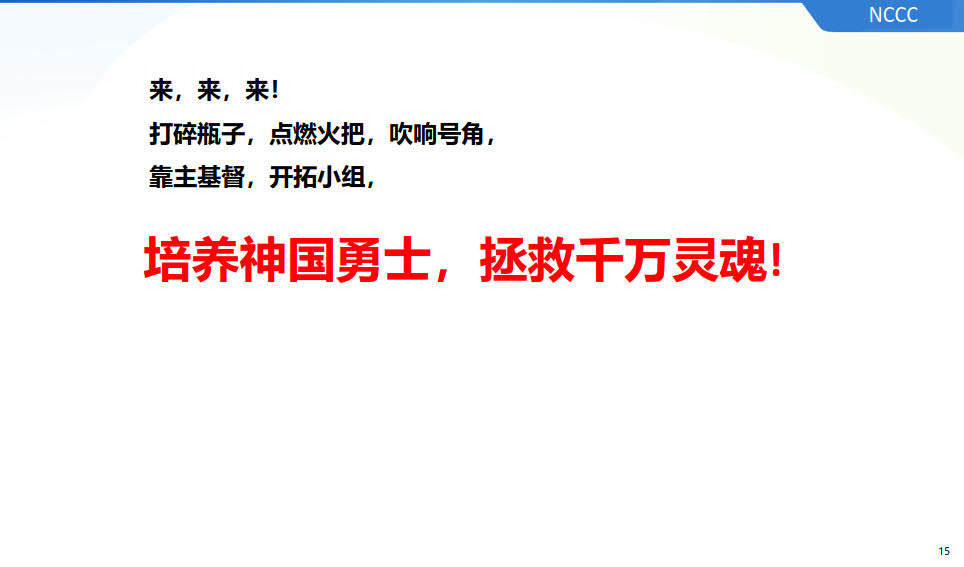 NCCC
来，来，来！
打碎瓶子，点燃火把，吹响号角，
靠主基督，开拓小组，
培养神国勇士，拯救千万灵魂！
15